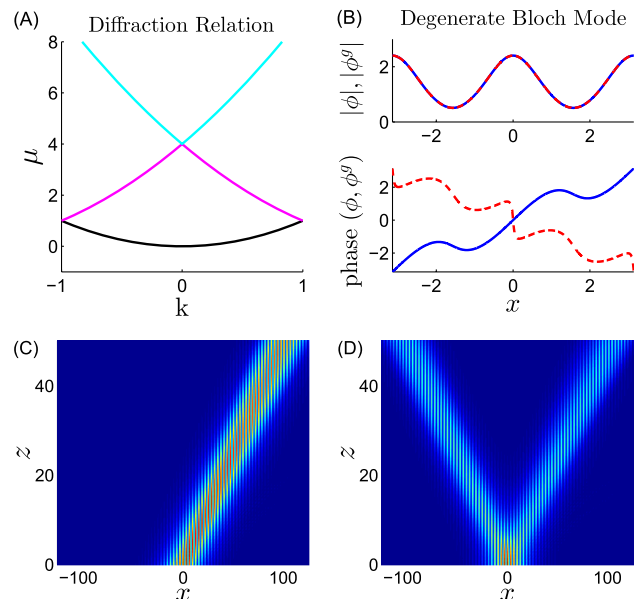 (A)
Diffraction Relation
8
6
4
2
0
μ
-1
0
1
k
(B)
Degenerate Bloch Mode
|ϕ|, |ϕ^g|
2
0
-2
0
2
phase (ϕ, ϕ^g)
2
0
-2
-2
0
2
x
(C)
z
40
20
0
-100
0
100
x
(D)
z
40
20
0
-100
0
100
x